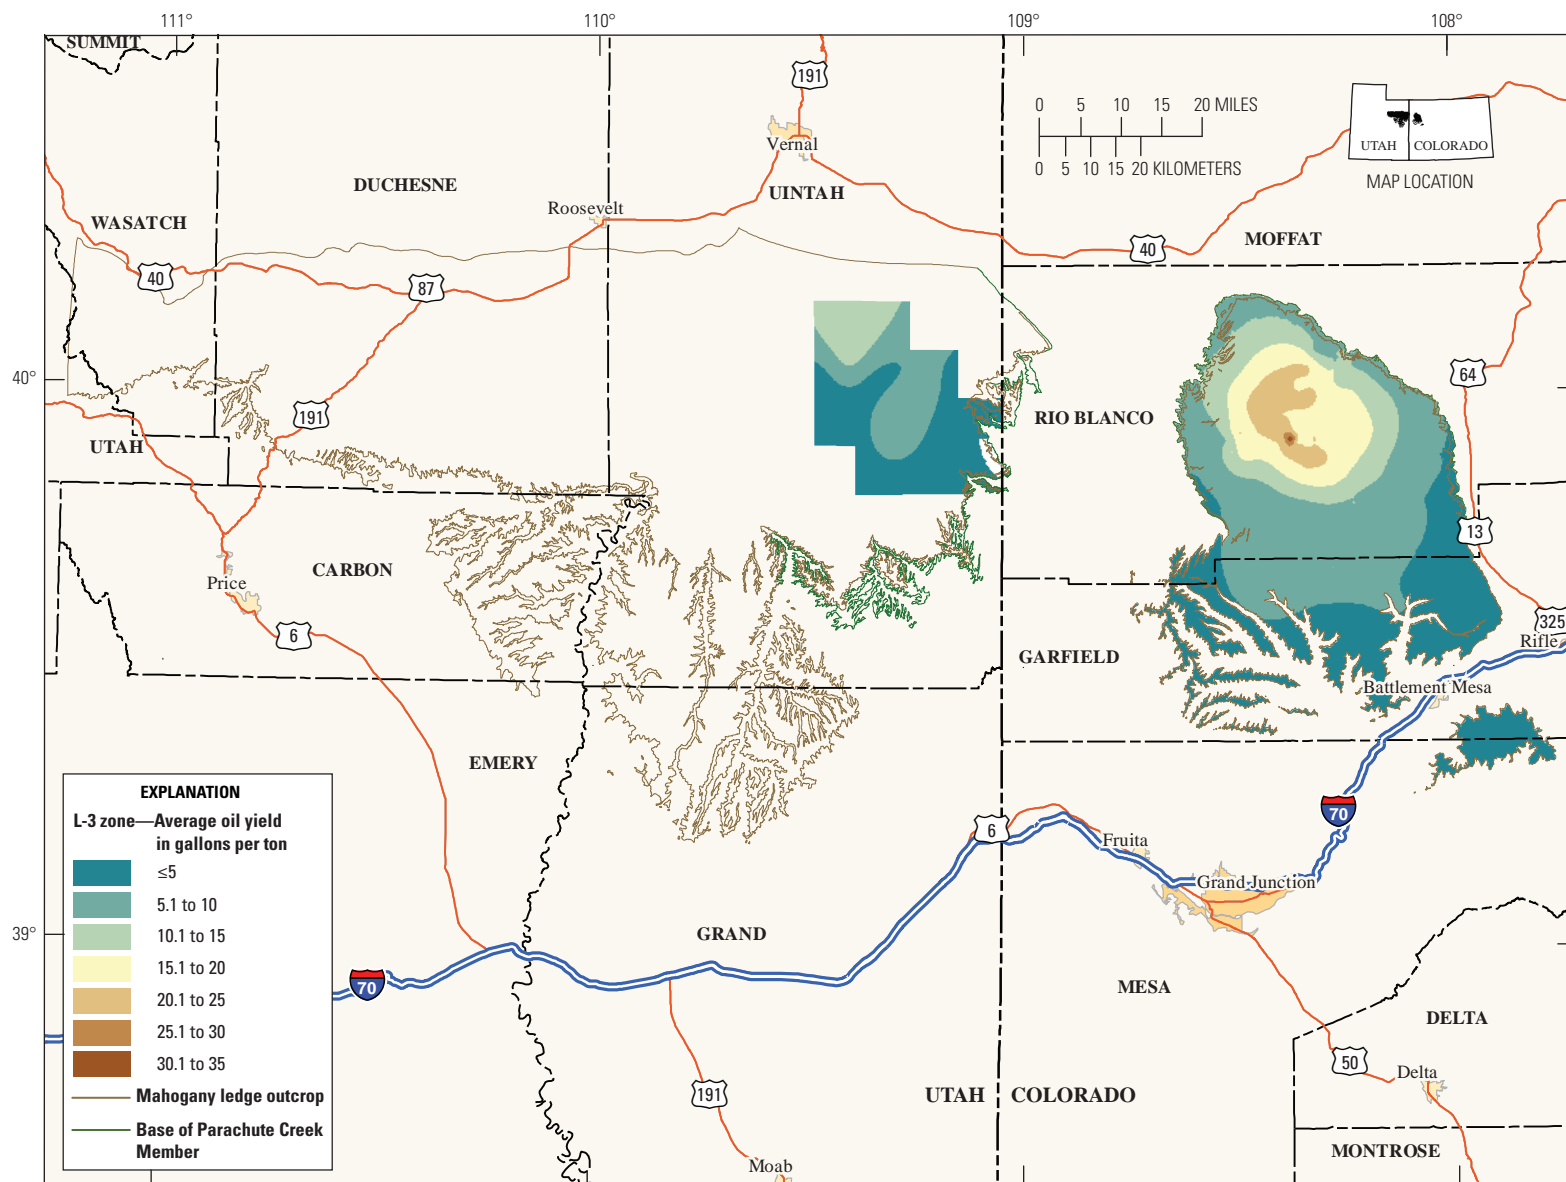 111°
110°
109°
108°
SUMMIT
191
0 5 10 15 20 MILES
0 5 10 15 20 KILOMETERS
UTAH
COLORADO
MAP LOCATION
Vernal
DUCHESNE
UINTAH
WASATCH
Roosevelt
MOFFAT
40
40
87
40°
64
191
RIO BLANCO
UTAH
13
CARBON
Price
6
325
Rifle
GARFIELD
Battlement Mesa
EMERY
EXPLANATION
L-3 zone—Average oil yield
in gallons per ton
≤5
5.1 to 10
10.1 to 15
15.1 to 20
20.1 to 25
25.1 to 30
30.1 to 35
Mahogany ledge outcrop
Base of Parachute Creek
Member
70
6
Fruita
Grand Junction
39°
GRAND
70
MESA
DELTA
50
Delta
191
UTAH
COLORADO
MONTROSE
Moab